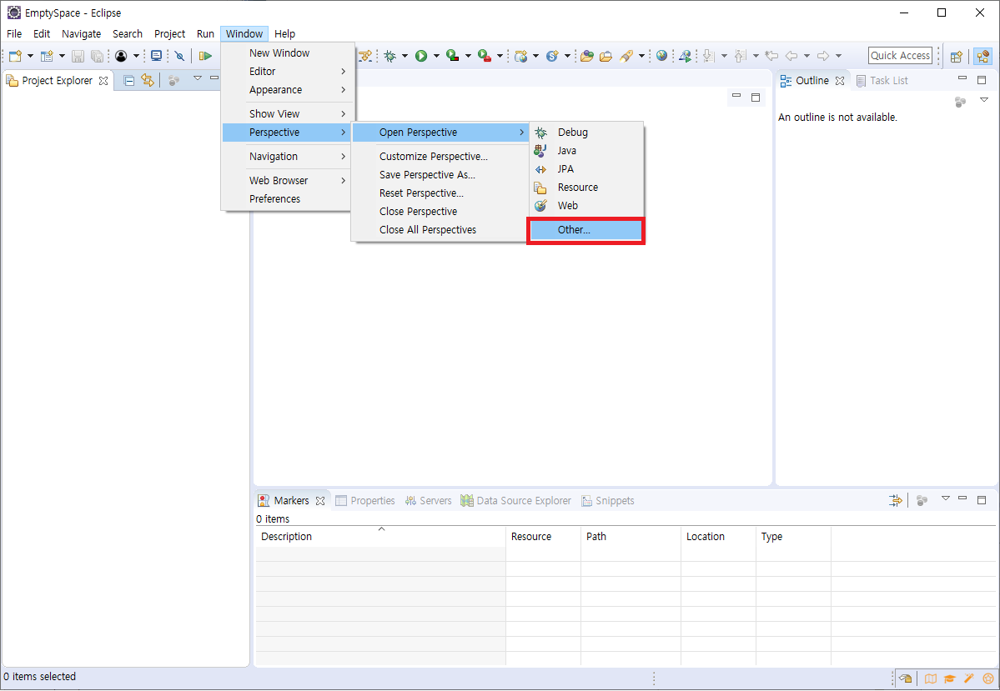 EmptySpace - Eclipse
File Edit Navigate Search Project Run Window Help
Quick Access
Project Explorer
New Window
Editor
Appearance
Show View
Perspective
Navigation
Web Browser
Preferences
Open Perspective
Customize Perspective...
Save Perspective As...
Reset Perspective...
Close Perspective
Close All Perspectives
Debug
Java
JPA
Resource
Web
Other...
Outline Task List
An outline is not available.
Markers Properties Servers Data Source Explorer Snippets
0 items
Description Resource Path Location Type
0 items selected